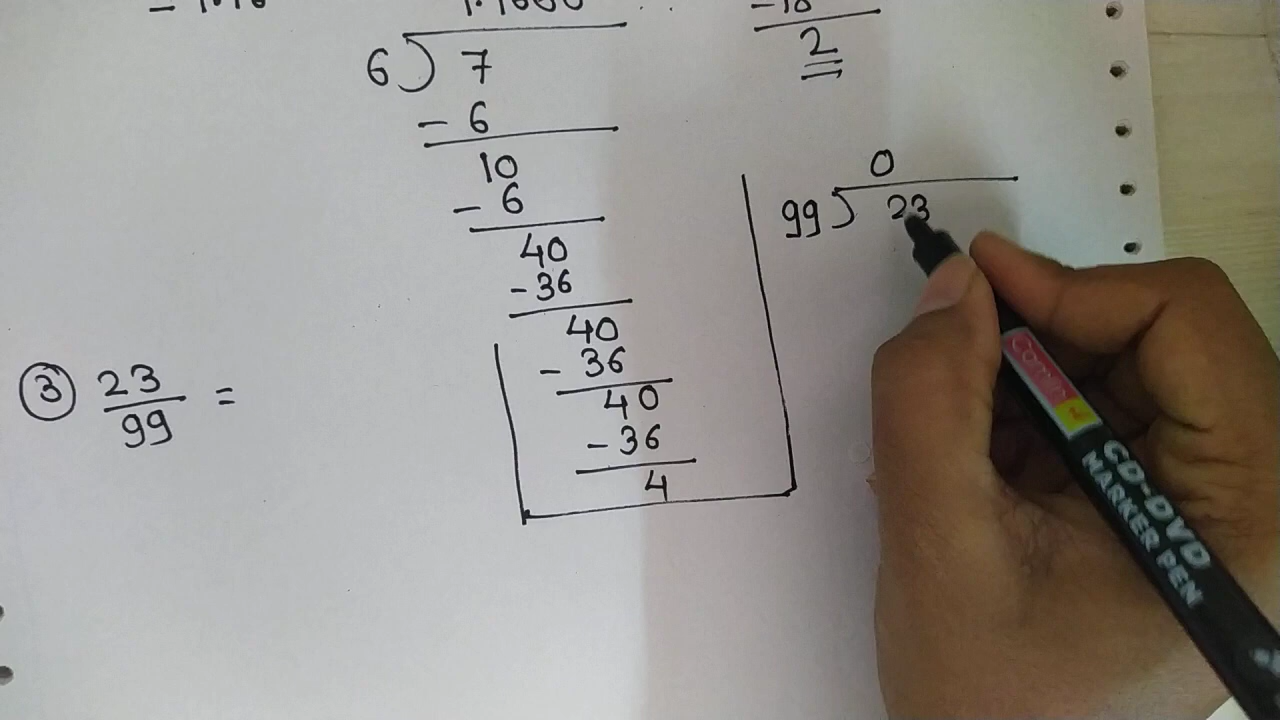 6 ) 7
- 6
10
- 6
40
- 36
40
- 36
40
- 36
4
- 18
2
0
99 ) 23
③ 23/99 =
CD-DVD
MARKER PEN